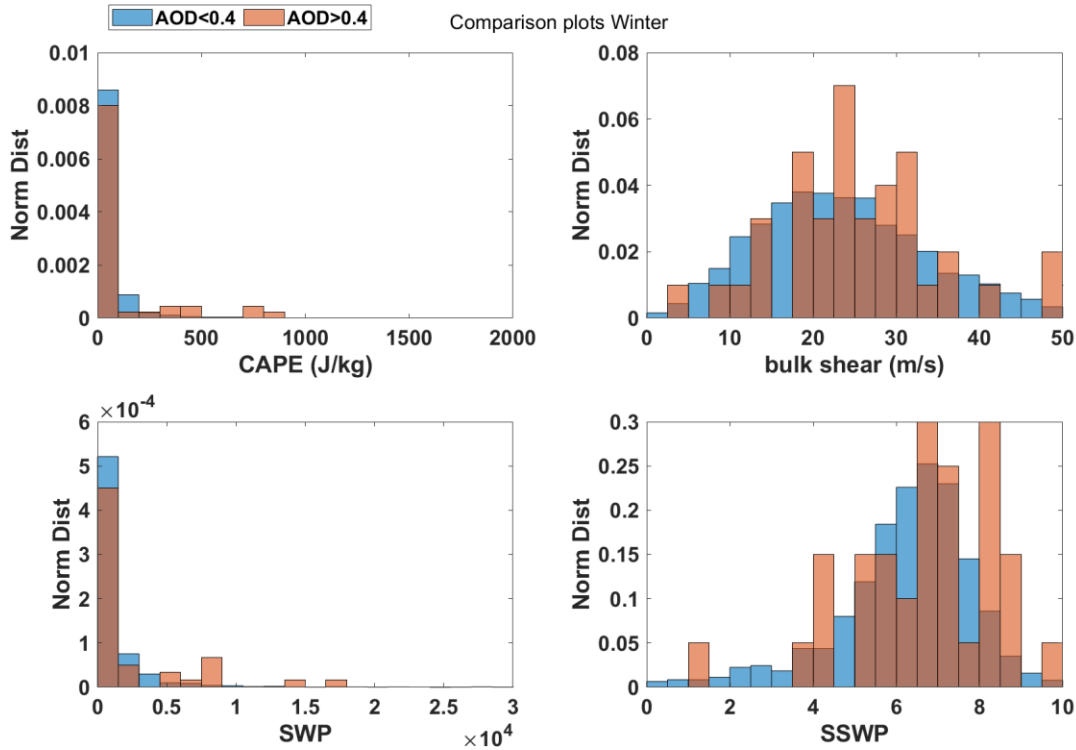 AOD<0.4 AOD>0.4
Comparison plots Winter
0.01
0.008
0.006
0.004
0.002
0
Norm Dist
0 500 1000 1500 2000
CAPE (J/kg)
0.08
0.06
0.04
0.02
0
Norm Dist
0 10 20 30 40 50
bulk shear (m/s)
×10⁻⁴
6
5
4
3
2
1
0
Norm Dist
0 0.5 1 1.5 2 2.5 3
SWP
×10⁴
0.3
0.25
0.2
0.15
0.1
0.05
0
Norm Dist
0 2 4 6 8 10
SSWP